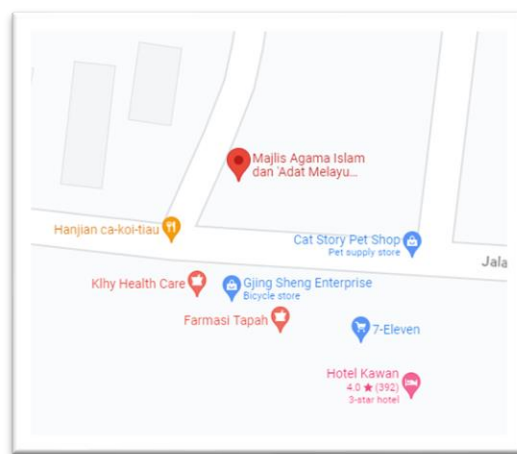 Majlis Agama Islam
dan 'Adat Melayu...
Hanjian ca-koi-tiau
Cat Story Pet Shop
Pet supply store
Jala
Klhy Health Care
Gjing Sheng Enterprise
Bicycle store
Farmasi Tapah
7-Eleven
Hotel Kawan
4.0 ★ (392)
3-star hotel